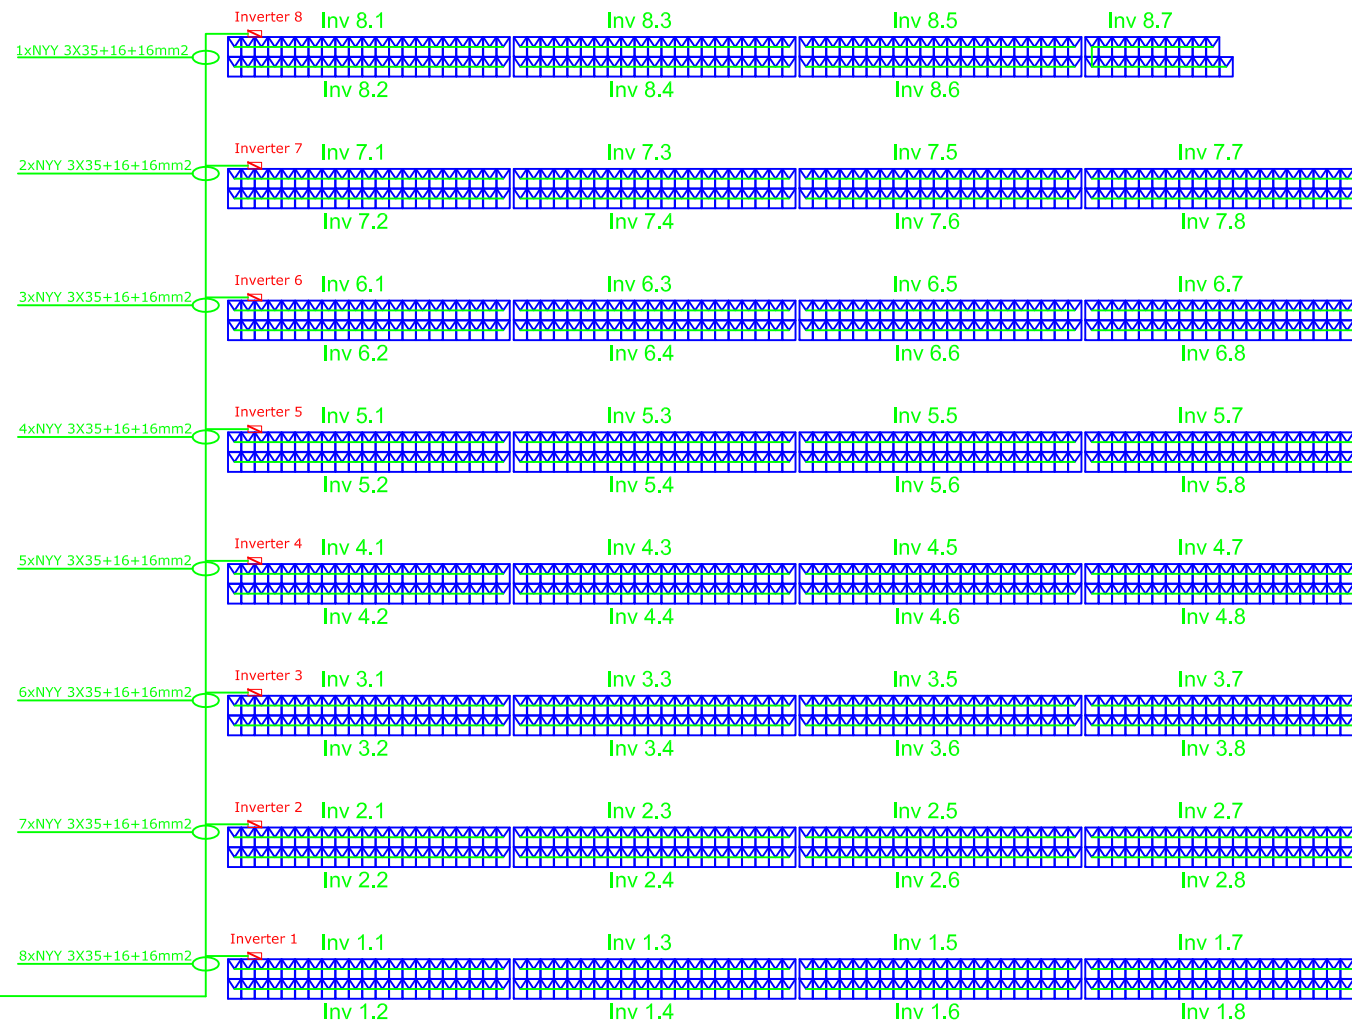 Inverter 8 Inv 8.1 Inv 8.3 Inv 8.5 Inv 8.7
1xNYY 3X35+16+16mm2
Inv 8.2 Inv 8.4 Inv 8.6
Inverter 7 Inv 7.1 Inv 7.3 Inv 7.5 Inv 7.7
2xNYY 3X35+16+16mm2
Inv 7.2 Inv 7.4 Inv 7.6 Inv 7.8
Inverter 6 Inv 6.1 Inv 6.3 Inv 6.5 Inv 6.7
3xNYY 3X35+16+16mm2
Inv 6.2 Inv 6.4 Inv 6.6 Inv 6.8
Inverter 5 Inv 5.1 Inv 5.3 Inv 5.5 Inv 5.7
4xNYY 3X35+16+16mm2
Inv 5.2 Inv 5.4 Inv 5.6 Inv 5.8
Inverter 4 Inv 4.1 Inv 4.3 Inv 4.5 Inv 4.7
5xNYY 3X35+16+16mm2
Inv 4.2 Inv 4.4 Inv 4.6 Inv 4.8
Inverter 3 Inv 3.1 Inv 3.3 Inv 3.5 Inv 3.7
6xNYY 3X35+16+16mm2
Inv 3.2 Inv 3.4 Inv 3.6 Inv 3.8
Inverter 2 Inv 2.1 Inv 2.3 Inv 2.5 Inv 2.7
7xNYY 3X35+16+16mm2
Inv 2.2 Inv 2.4 Inv 2.6 Inv 2.8
Inverter 1 Inv 1.1 Inv 1.3 Inv 1.5 Inv 1.7
8xNYY 3X35+16+16mm2
Inv 1.2 Inv 1.4 Inv 1.6 Inv 1.8